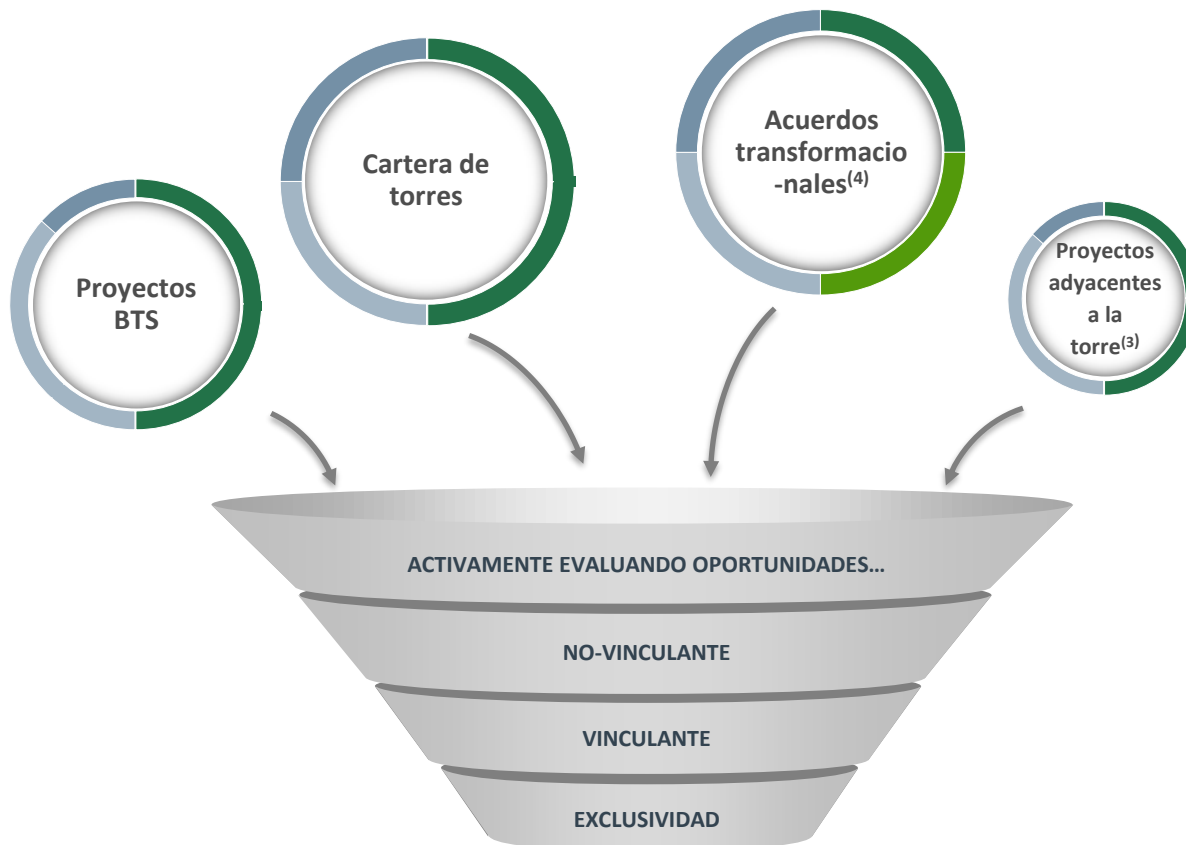 Proyectos
BTS
Cartera de
torres
Acuerdos
transformacio
-nales(4)
Proyectos
adyacentes
a la
torre(3)
ACTIVAMENTE EVALUANDO OPORTUNIDADES...
NO-VINCULANTE
VINCULANTE
EXCLUSIVIDAD